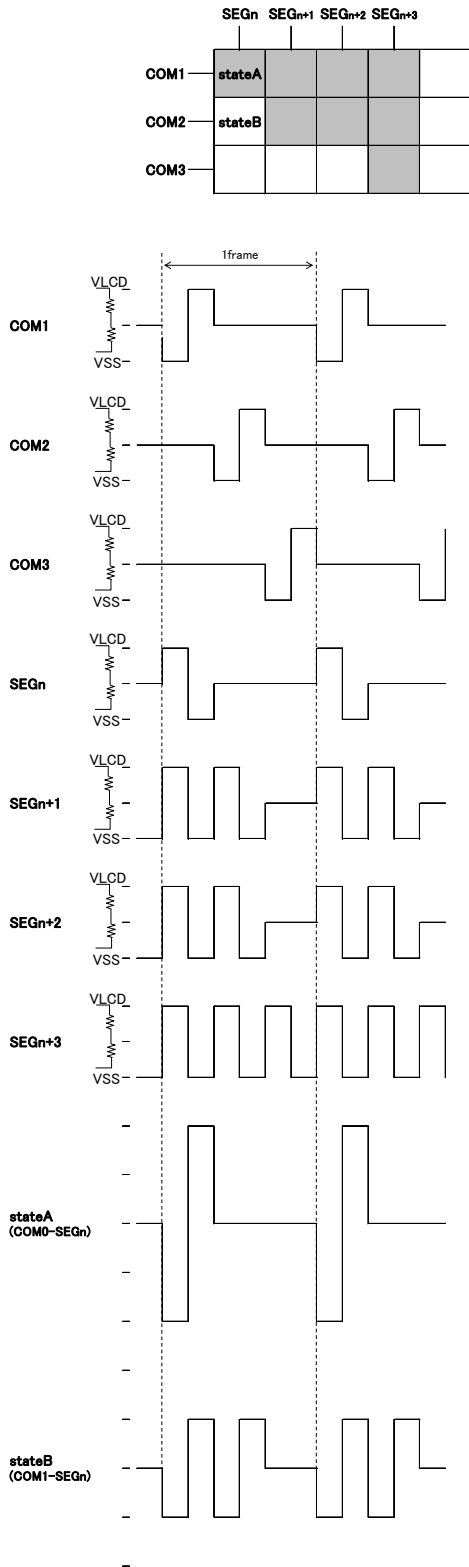 SEGn SEGn+1 SEGn+2 SEGn+3
COM1 stateA
COM2 stateB
COM3
1frame
VLCD
COM1
VSS
VLCD
COM2
VSS
VLCD
COM3
VSS
VLCD
SEGn
VSS
VLCD
SEGn+1
VSS
VLCD
SEGn+2
VSS
VLCD
SEGn+3
VSS
stateA
(COM0-SEGn)
stateB
(COM1-SEGn)